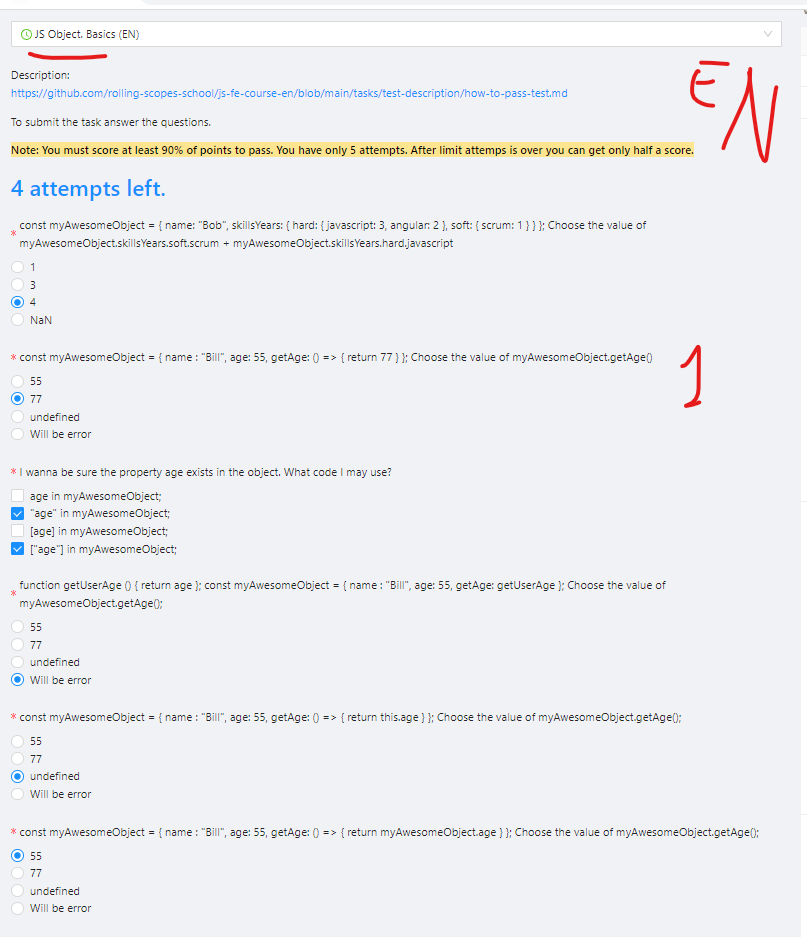 JS Object. Basics (EN)
EN
Description:
https://github.com/rolling-scopes-school/js-fe-course-en/blob/main/tasks/test-description/how-to-pass-test.md
To submit the task answer the questions.
Note: You must score at least 90% of points to pass. You have only 5 attempts. After limit attemps is over you can get only half a score.
4 attempts left.
* const myAwesomeObject = { name: "Bob", skillsYears: { hard: { javascript: 3, angular: 2 }, soft: { scrum: 1 } } }; Choose the value of
myAwesomeObject.skillsYears.soft.scrum + myAwesomeObject.skillsYears.hard.javascript
1
3
4
NaN
* const myAwesomeObject = { name : "Bill", age: 55, getAge: () => { return 77 } }; Choose the value of myAwesomeObject.getAge()
1
55
77
undefined
Will be error
* I wanna be sure the property age exists in the object. What code I may use?
age in myAwesomeObject;
"age" in myAwesomeObject;
[age] in myAwesomeObject;
["age"] in myAwesomeObject;
* function getUserAge () { return age }; const myAwesomeObject = { name : "Bill", age: 55, getAge: getUserAge }; Choose the value of
myAwesomeObject.getAge();
55
77
undefined
Will be error
* const myAwesomeObject = { name : "Bill", age: 55, getAge: () => { return this.age } }; Choose the value of myAwesomeObject.getAge();
55
77
undefined
Will be error
* const myAwesomeObject = { name : "Bill", age: 55, getAge: () => { return myAwesomeObject.age } }; Choose the value of myAwesomeObject.getAge();
55
77
undefined
Will be error